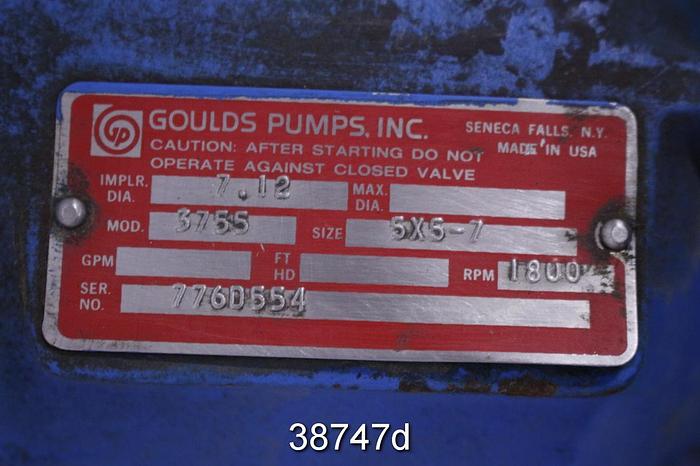 GP GOULDS PUMPS, INC. SENECA FALLS, N.Y.
CAUTION: AFTER STARTING DO NOT MADE IN USA
OPERATE AGAINST CLOSED VALVE
IMPLR. DIA. 7.12 MAX. DIA.
MOD. 3755 SIZE 5X5-7
GPM FT HD RPM 1800
SER. NO. 776D554
38747d